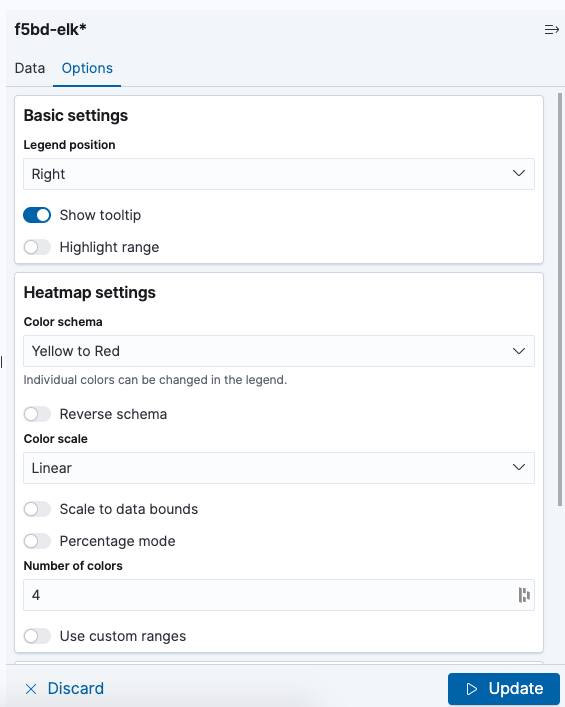 f5bd-elk*
Data Options
Basic settings
Legend position
Right
Show tooltip
Highlight range
Heatmap settings
Color schema
Yellow to Red
Individual colors can be changed in the legend.
Reverse schema
Color scale
Linear
Scale to data bounds
Percentage mode
Number of colors
4
Use custom ranges
Discard Update